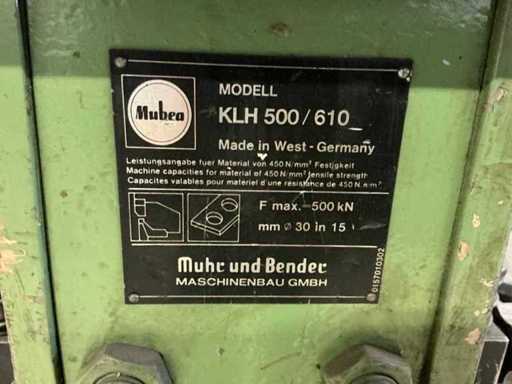 Mubea
MODELL
KLH 500/610
Made in West-Germany
Leistungsangabe fuer Material von 450 N/mm² Festigkeit
Machine capacities for material of 450 N/mm² tensile strength
Capacites valables pour materiel d'une résistance de 450 N/mm²
F max. 500 kN
mm ø 30 in 15
Muhr und Bender
MASCHINENBAU GMBH
0157010302